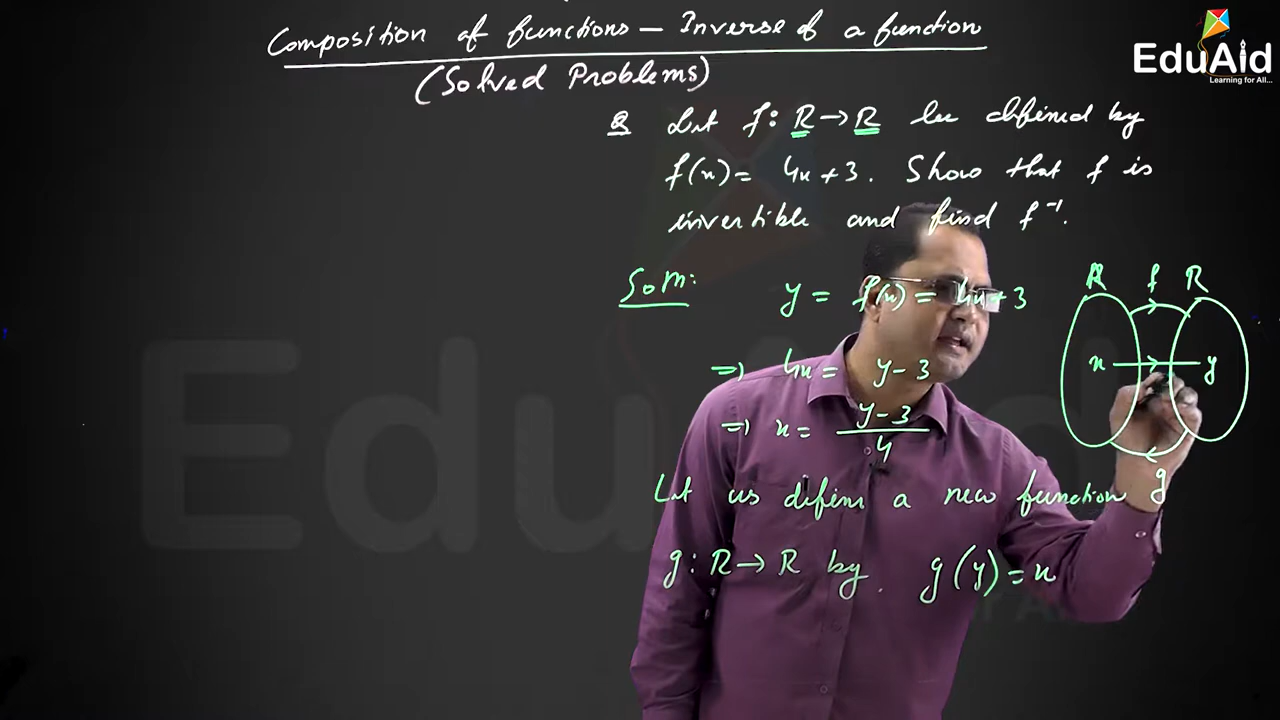 Composition of functions – Inverse of a function
(Solved Problems)
EduAid
Learning for All...
Q Let f: R → R be defined by
f(x) = 4x + 3. Show that f is
invertible and find f⁻¹.
Soln:
y = f(x) = 4x + 3
⇒ 4x = y - 3
⇒ x = y - 3 / 4
Let us define a new function g
g: R → R by g(y) = x
R f R
x y
g
EduAid